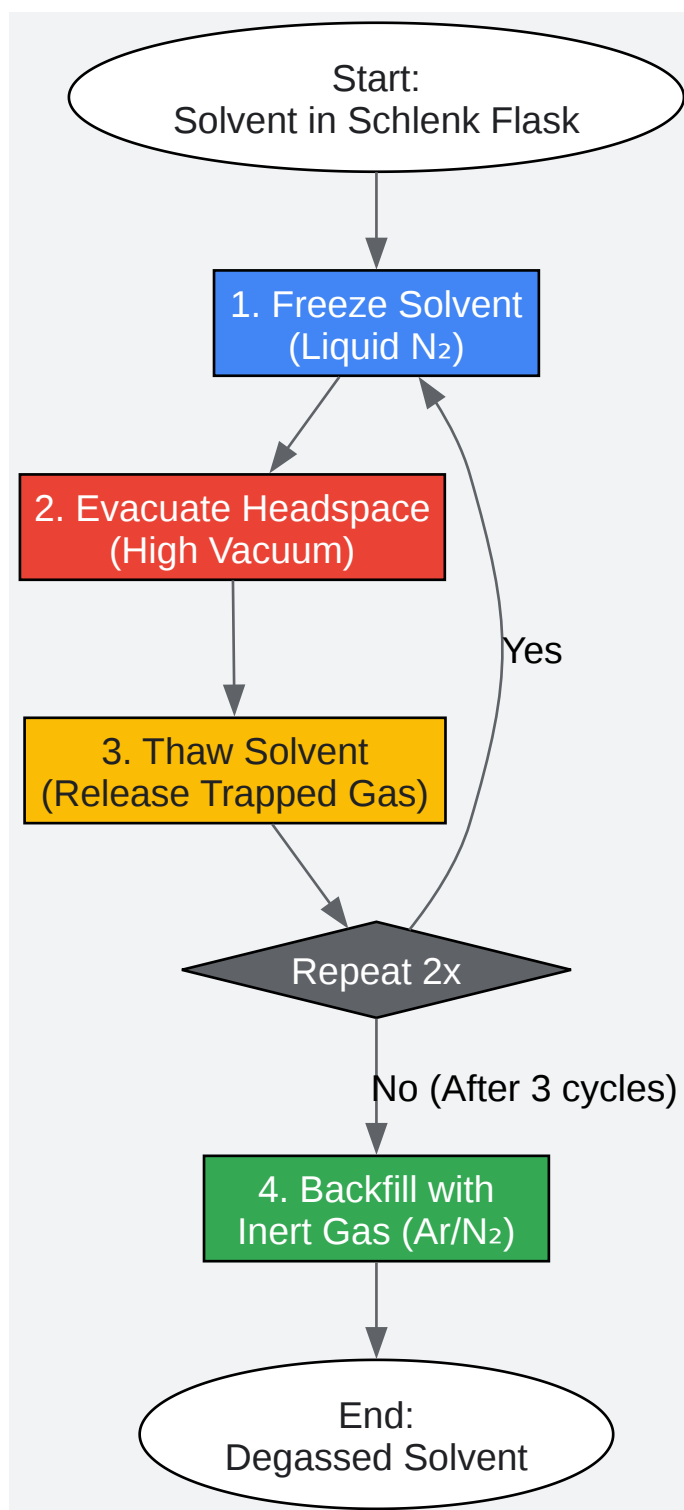 Start:
Solvent in Schlenk Flask
1. Freeze Solvent
(Liquid N₂)
2. Evacuate Headspace
(High Vacuum)
Yes
3. Thaw Solvent
(Release Trapped Gas)
Repeat 2x
No (After 3 cycles)
4. Backfill with
Inert Gas (Ar/N₂)
End:
Degassed Solvent